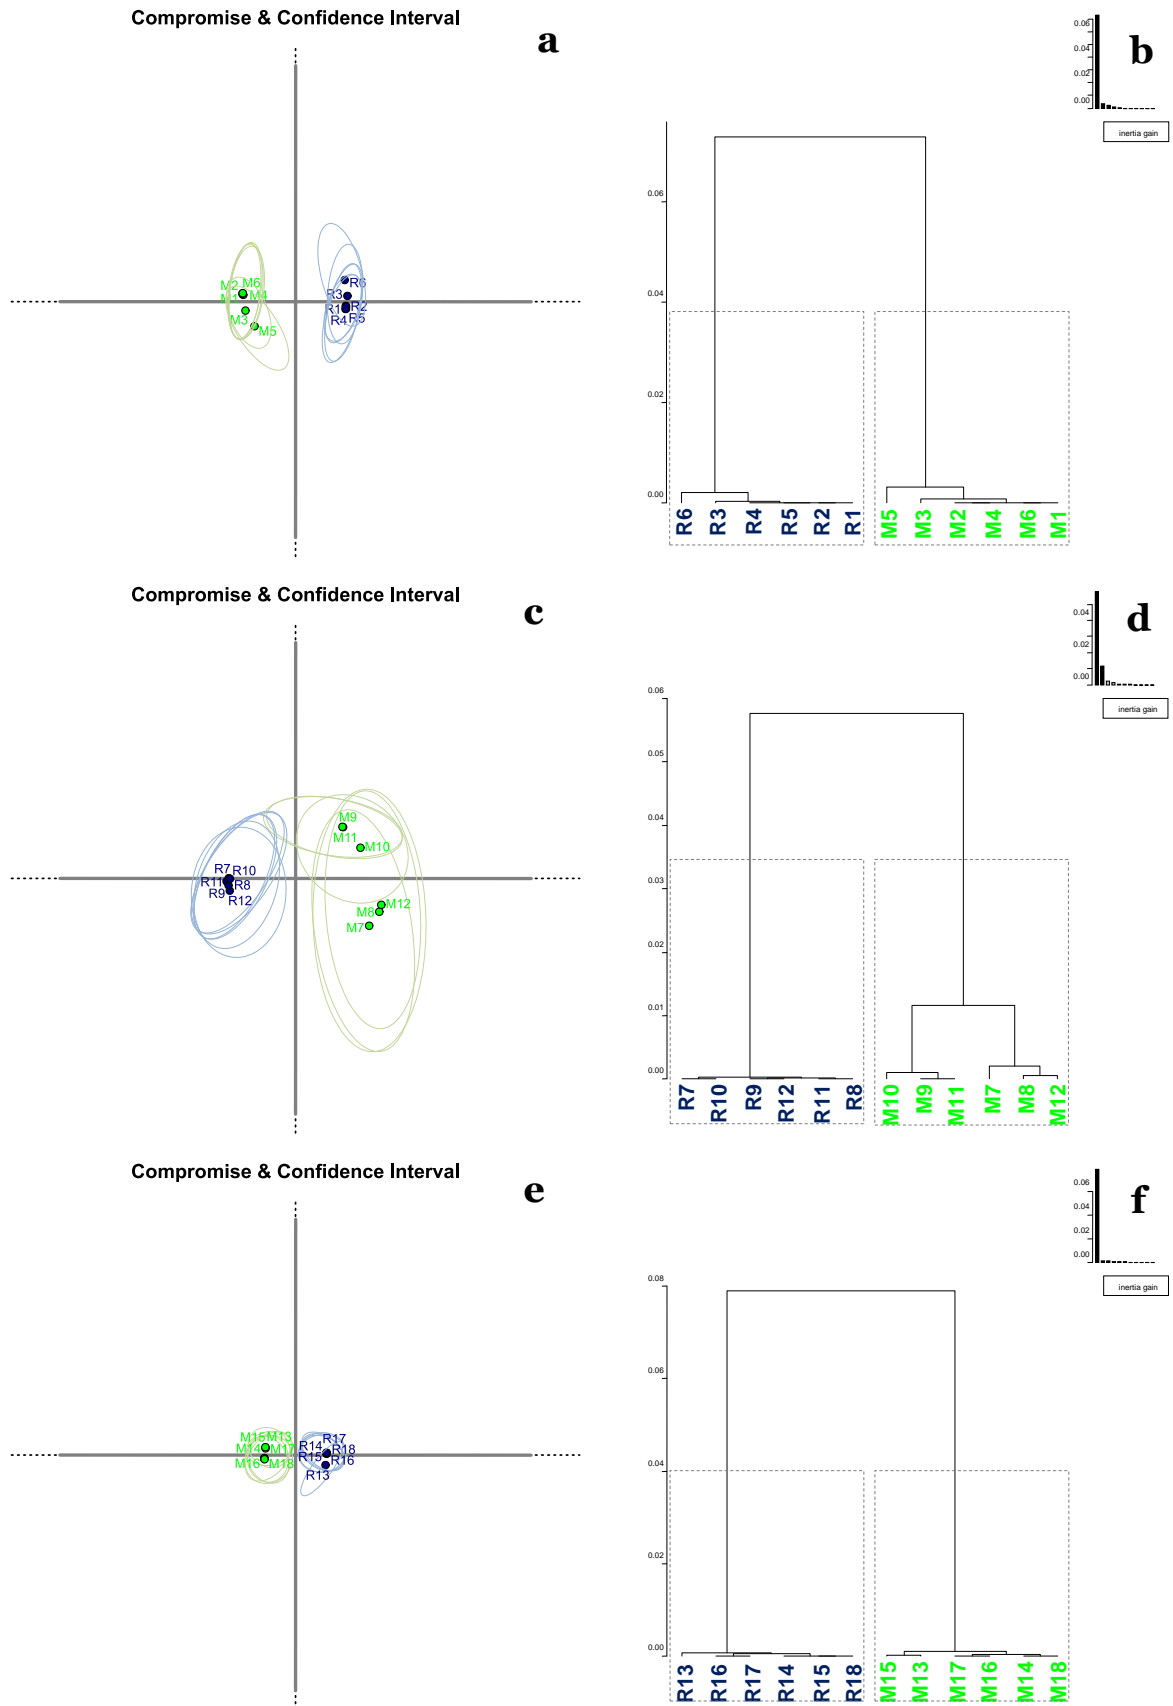 Compromise & Confidence Interval
a
M2 M6
M1 M4
M3
M5
R6
R3
R1 R2
R4 R5
b
0.06
0.04
0.02
0.00
inertia gain
0.06
0.04
0.02
0.00
R6 R3 R4 R5 R2 R1 M5 M3 M2 M4 M6 M1
Compromise & Confidence Interval
c
M9
M11
M10
R7 R10
R11 R8
R9
R12
M12
M8
M7
d
0.04
0.02
0.00
inertia gain
0.06
0.05
0.04
0.03
0.02
0.01
0.00
R7 R10 R9 R12 R11 R8 M10 M9 M11 M7 M8 M12
Compromise & Confidence Interval
e
M15 M13
M14 M17
M16 M18
R17
R14 R18
R15 R16
R13
f
0.06
0.04
0.02
0.00
inertia gain
0.08
0.06
0.04
0.02
0.00
R13 R16 R17 R14 R15 R18 M15 M13 M17 M16 M14 M18